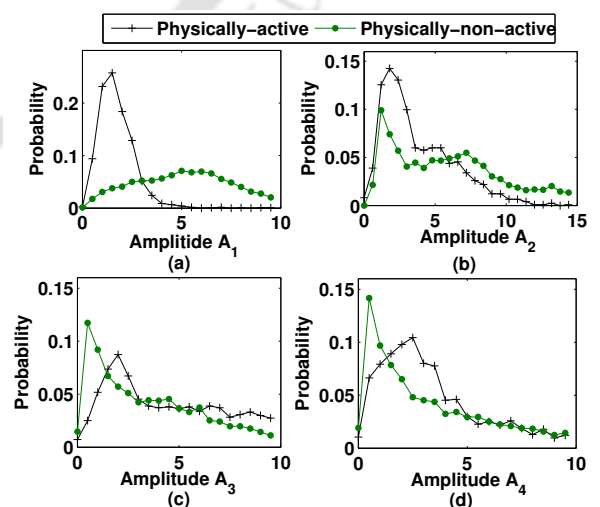 Physically−active Physically−non−active
Probability
0.2
0.1
0
0 5 10
Amplitide A1
(a)
Probability
0.15
0.1
0.05
0
0 5 10
Amplitude A2
(b)
Probability
0.15
0.1
0.05
0
0 5 10
Amplitude A3
(c)
Probability
0.15
0.1
0.05
0
0 5 10
Amplitude A4
(d)